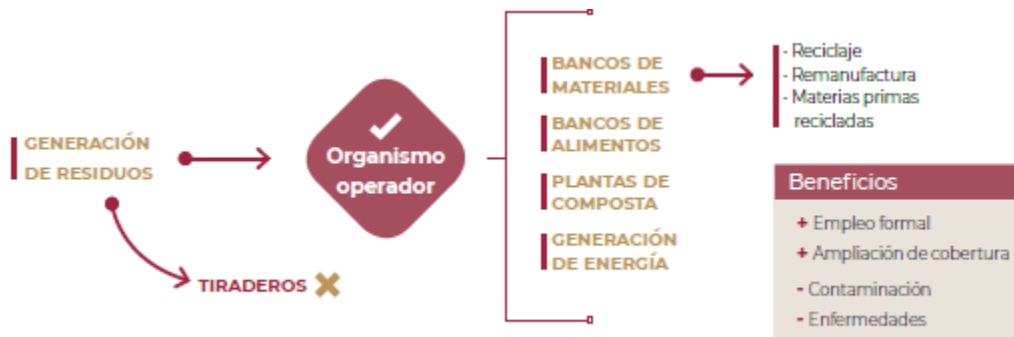 GENERACIÓN
DE RESIDUOS
TIRADEROS
Organismo
operador
BANCOS DE
MATERIALES
BANCOS DE
ALIMENTOS
PLANTAS DE
COMPOSTA
GENERACIÓN
DE ENERGÍA
- Reciclaje
- Remanufactura
- Materias primas
recicladas
Beneficios
+ Empleo formal
+ Ampliación de cobertura
- Contaminación
- Enfermedades